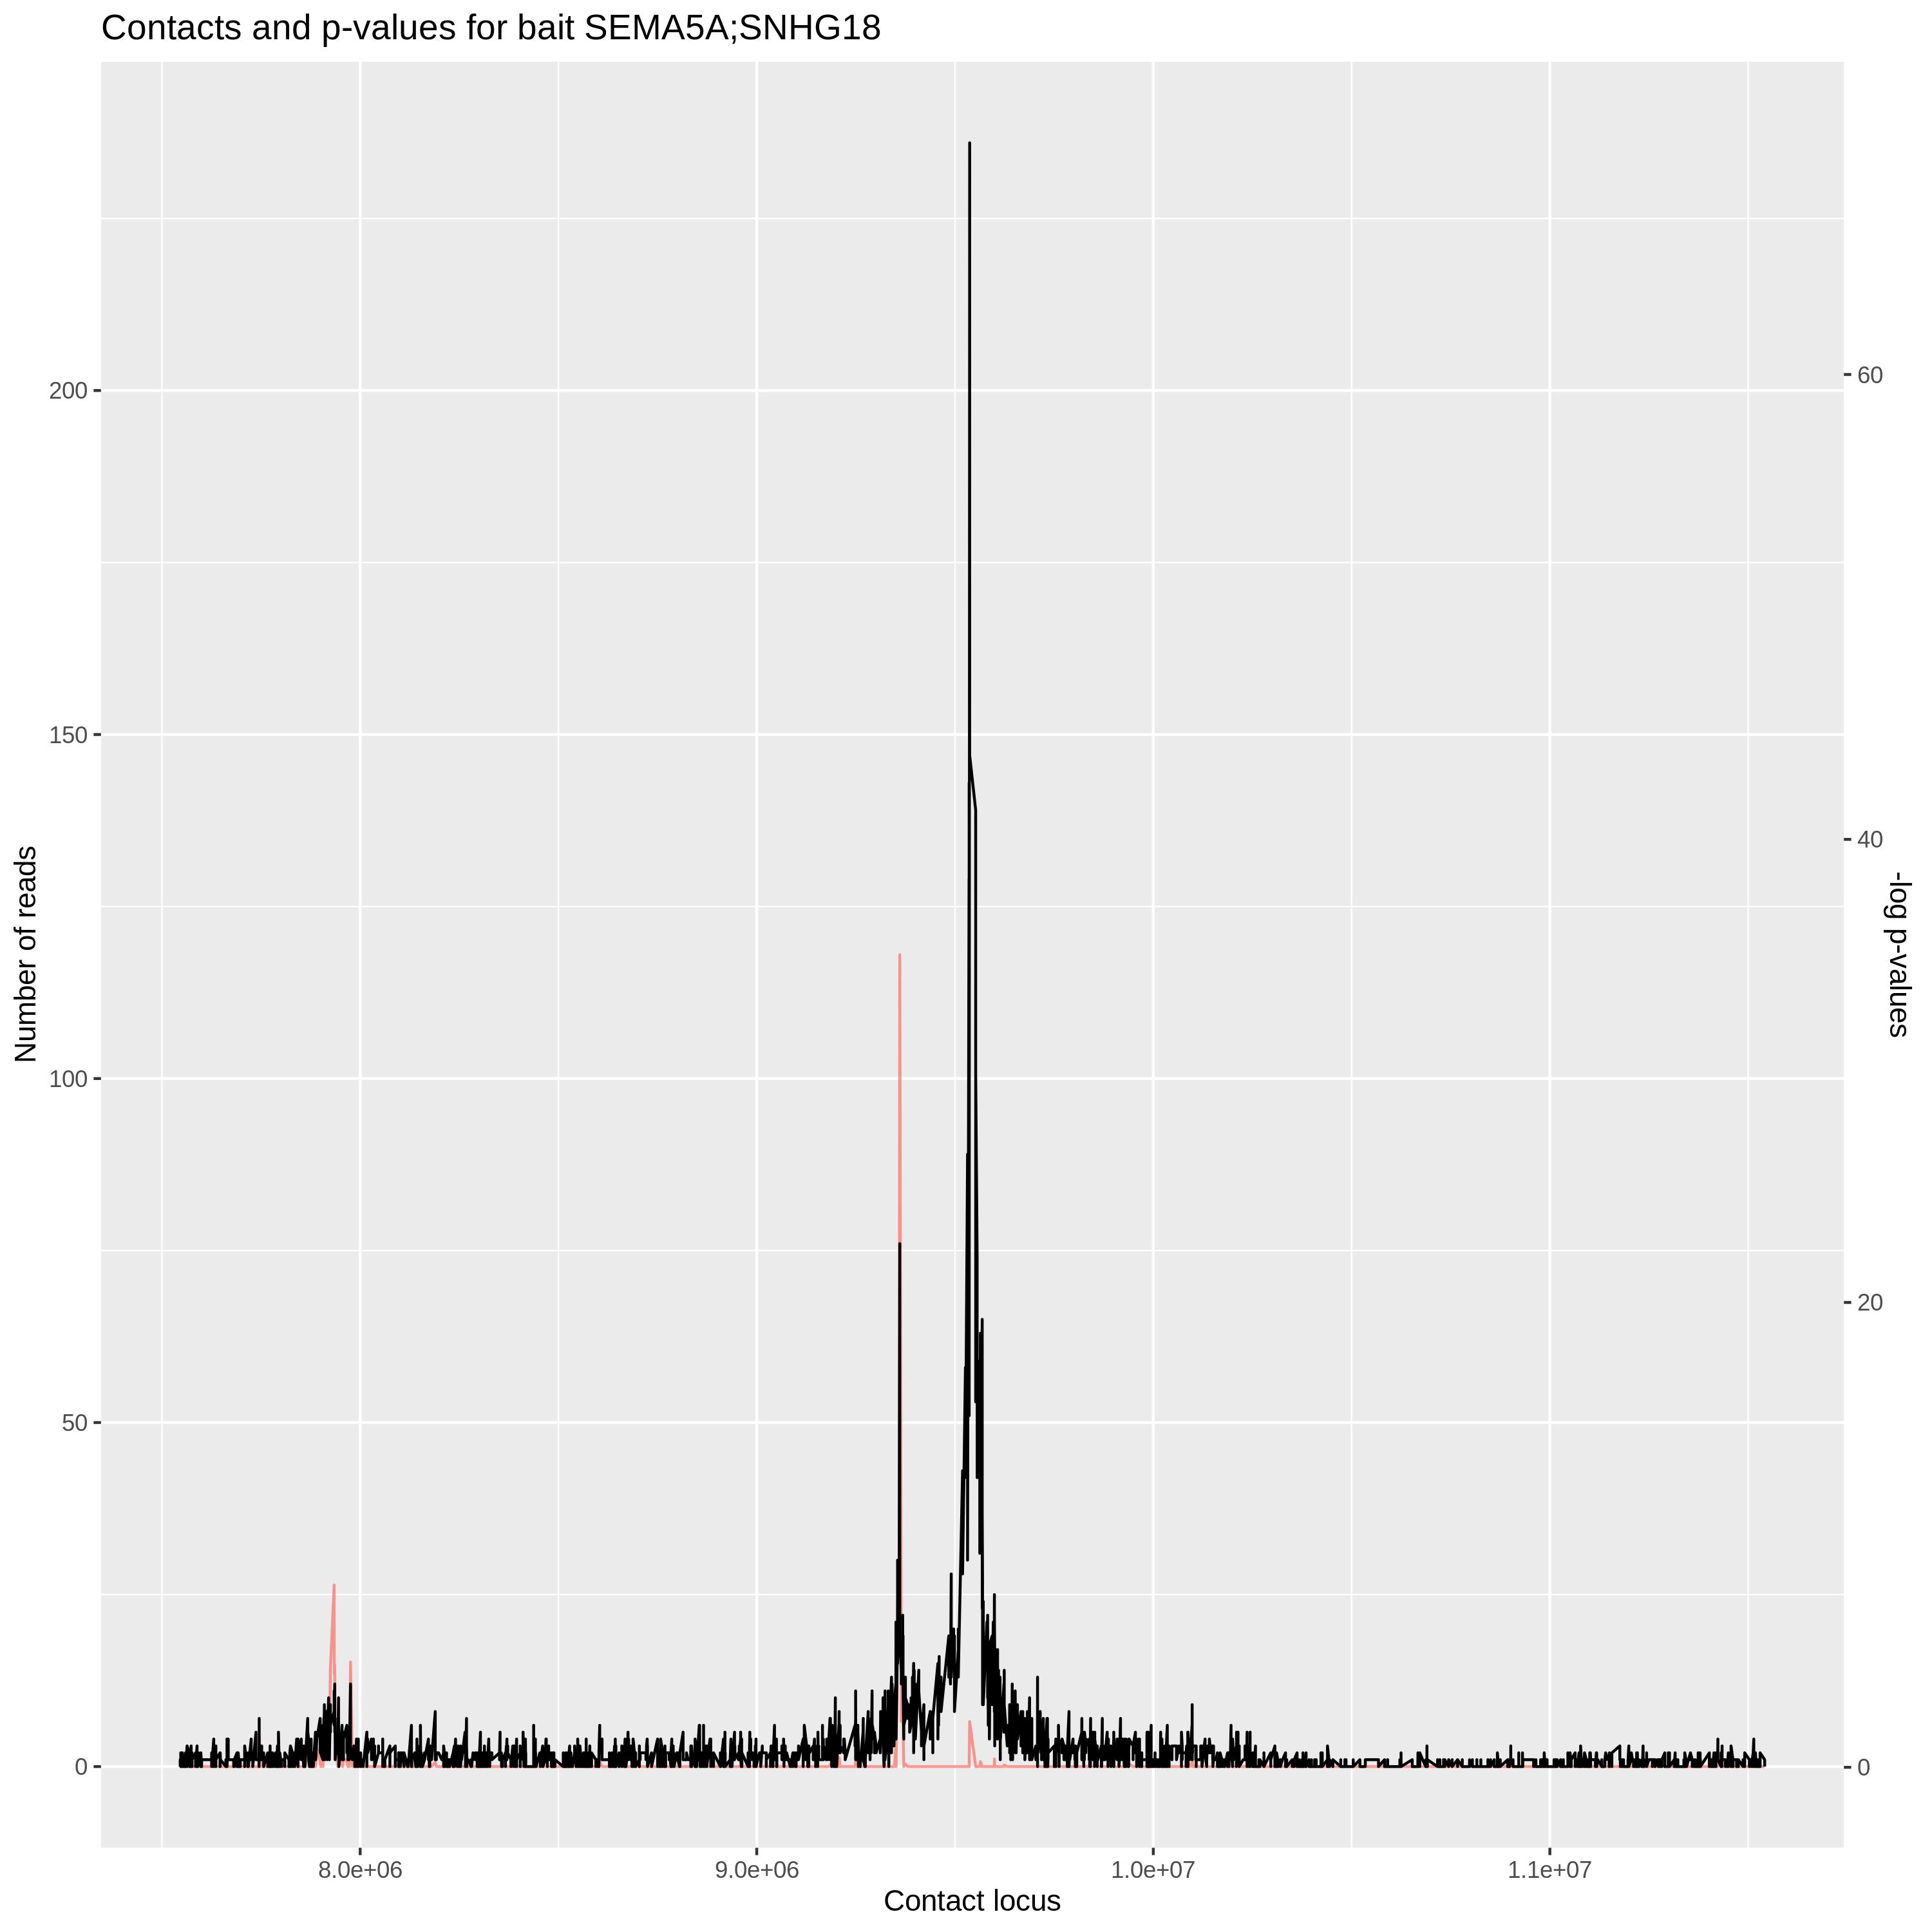 Contacts and p-values for bait SEMA5A;SNHG18
Number of reads
200
150
100
50
0
60
40
20
0
-log p-values
8.0e+06 9.0e+06 1.0e+07 1.1e+07
Contact locus